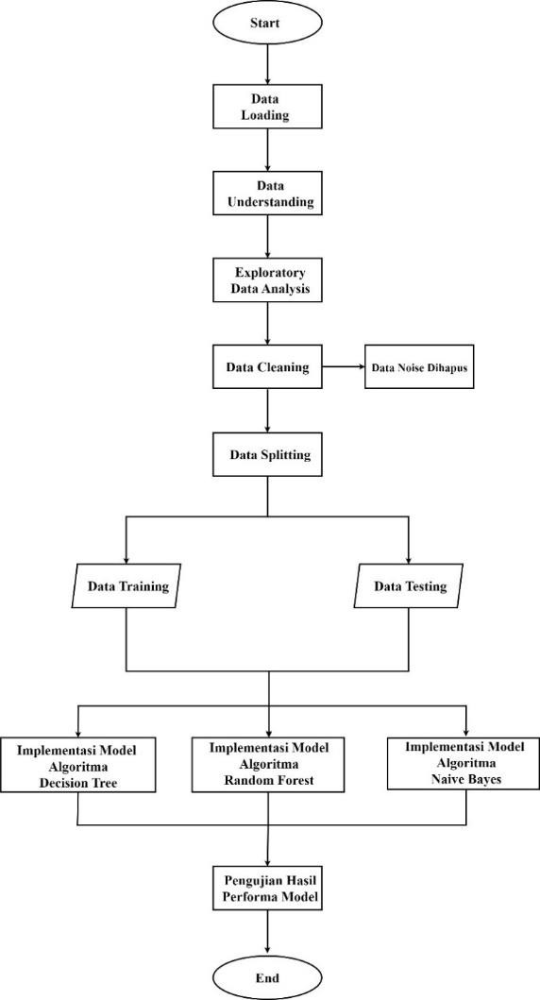 Start
Data
Loading
Data
Understanding
Exploratory
Data Analysis
Data Cleaning
Data Noise Dihapus
Data Splitting
Data Training
Data Testing
Implementasi Model
Algoritma
Decision Tree
Implementasi Model
Algoritma
Random Forest
Implementasi Model
Algoritma
Naive Bayes
Pengujian Hasil
Performa Model
End